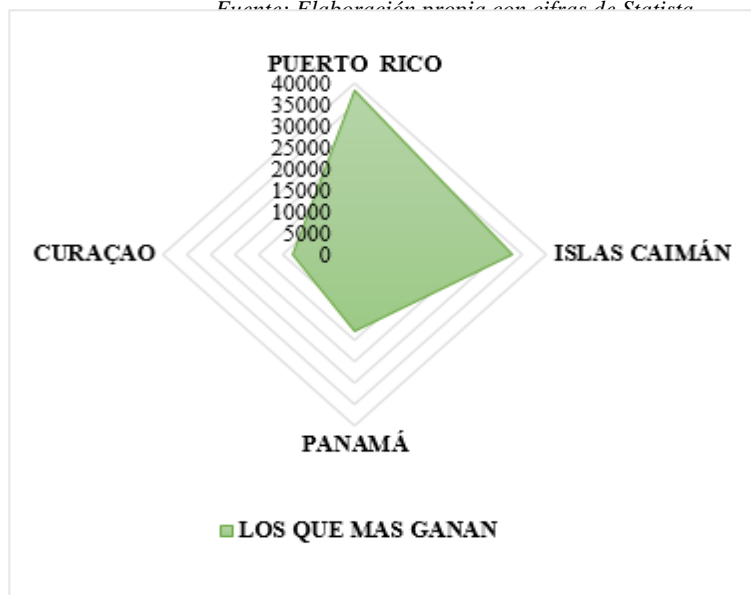 Fuente: Elaboración propia con cifras de Statista
PUERTO RICO
40000
35000
30000
25000
20000
15000
10000
5000
0
CURAÇAO
ISLAS CAIMÁN
PANAMÁ
LOS QUE MAS GANAN